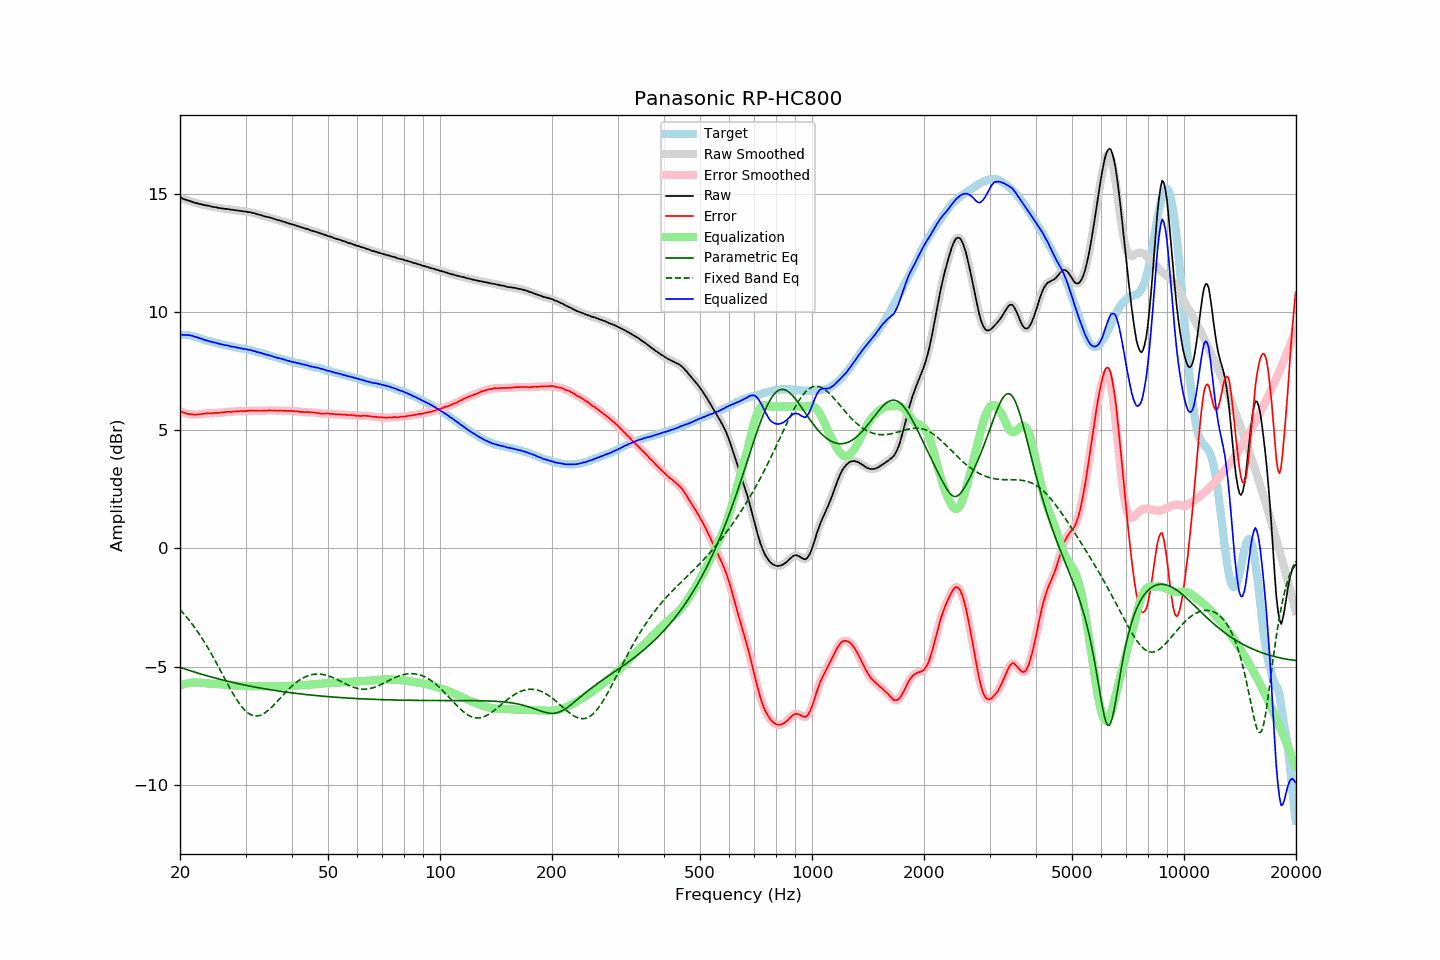 Panasonic RP-HC800
Target
Raw Smoothed
Error Smoothed
Raw
Error
Equalization
Parametric Eq
Fixed Band Eq
Equalized
Amplitude (dBr)
15
10
5
0
−5
−10
20
50
100
200
500
1000
2000
5000
10000
20000
Frequency (Hz)